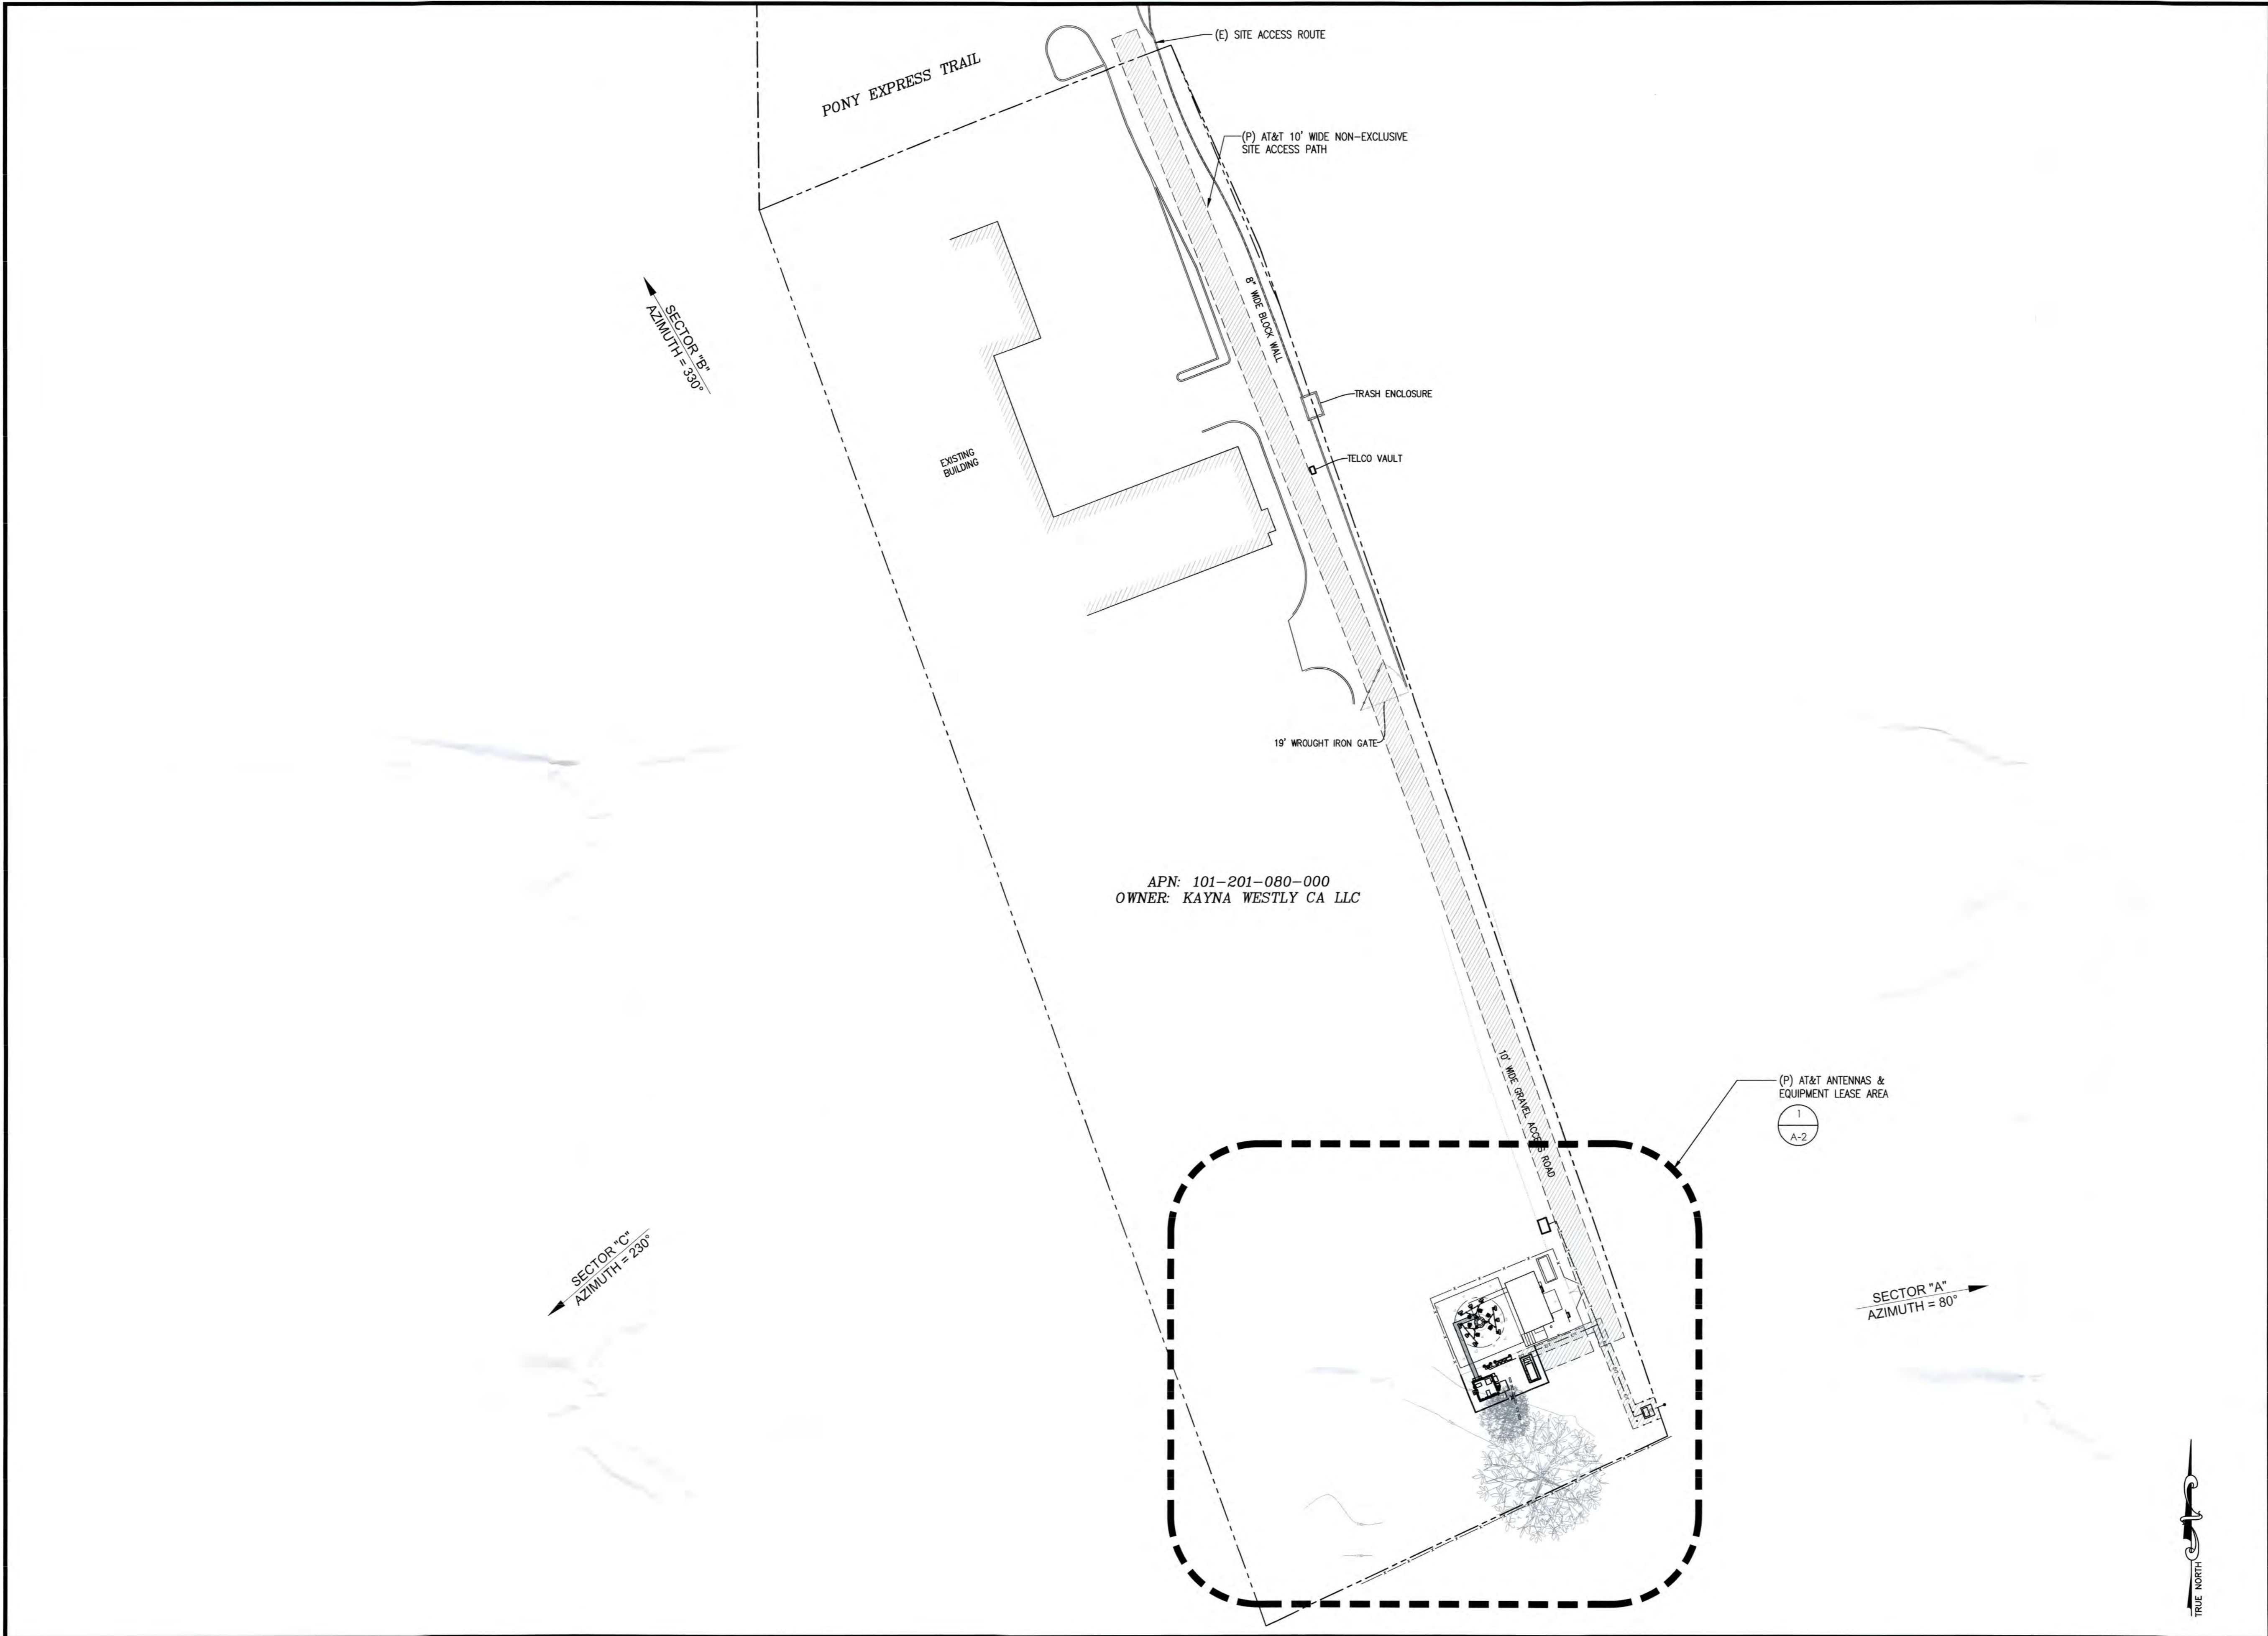 (E) SITE ACCESS ROUTE
PONY EXPRESS TRAIL
(P) AT&T 10' WIDE NON-EXCLUSIVE
SITE ACCESS PATH
8" WIDE BLOCK WALL
SECTOR "B"
AZIMUTH = 330°
TRASH ENCLOSURE
EXISTING
BUILDING
TELCO VAULT
19' WROUGHT IRON GATE
APN: 101-201-080-000
OWNER: KAYNA WESTLY CA LLC
10' WIDE GRAVEL ACCESS ROAD
(P) AT&T ANTENNAS &
EQUIPMENT LEASE AREA
1
A-2
SECTOR "C"
AZIMUTH = 230°
SECTOR "A"
AZIMUTH = 80°
TRUE NORTH